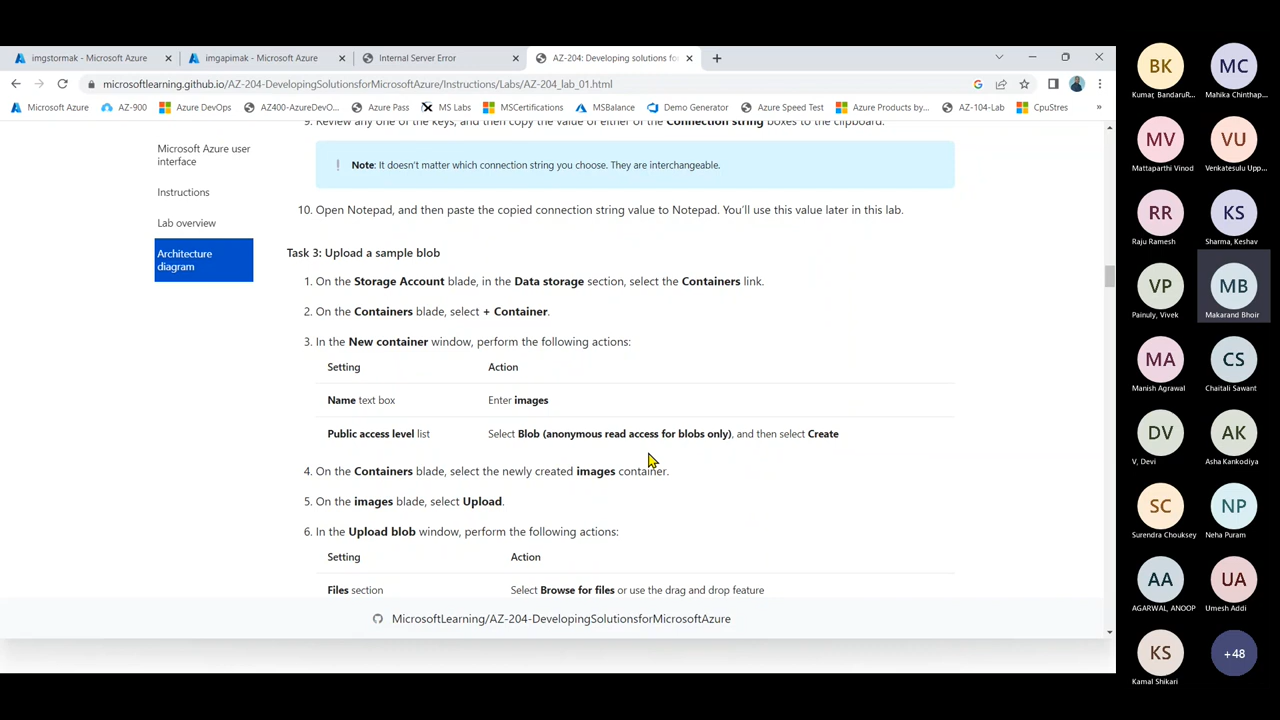 imgstormak - Microsoft Azure
imgapimak - Microsoft Azure
Internal Server Error
AZ-204: Developing solutions for
microsoftlearning.github.io/AZ-204-DevelopingSolutionsforMicrosoftAzure/Instructions/Labs/AZ-204_lab_01.html
Microsoft Azure
AZ-900
Azure DevOps
AZ400-AzureDevO...
Azure Pass
MS Labs
MSCertifications
MSBalance
Demo Generator
Azure Speed Test
Azure Products by...
AZ-104-Lab
CpuStres
»
9. Review any one of the keys, and then copy the value of either of the Connection string boxes to the clipboard.
Microsoft Azure user
interface
Instructions
Lab overview
Architecture
diagram
Note: It doesn't matter which connection string you choose. They are interchangeable.
10. Open Notepad, and then paste the copied connection string value to Notepad. You'll use this value later in this lab.
Task 3: Upload a sample blob
1. On the Storage Account blade, in the Data storage section, select the Containers link.
2. On the Containers blade, select + Container.
3. In the New container window, perform the following actions:
Setting Action
Name text box Enter images
Public access level list Select Blob (anonymous read access for blobs only), and then select Create
4. On the Containers blade, select the newly created images container.
5. On the images blade, select Upload.
6. In the Upload blob window, perform the following actions:
Setting Action
Files section Select Browse for files or use the drag and drop feature
MicrosoftLearning/AZ-204-DevelopingSolutionsforMicrosoftAzure
BK
Kumar, BandaruR...
MC
Mahika Chinthap...
MV
Mattaparthi Vinod
VU
Venkatesulu Upp...
RR
Raju Ramesh
KS
Sharma, Keshav
VP
Painuly, Vivek
MB
Makarand Bhoir
MA
Manish Agrawal
CS
Chaitali Sawant
DV
V, Devi
AK
Asha Kankodiya
SC
Surendra Chouksey
NP
Neha Puram
AA
AGARWAL, ANOOP
UA
Umesh Addi
KS
Kamal Shikari
+48